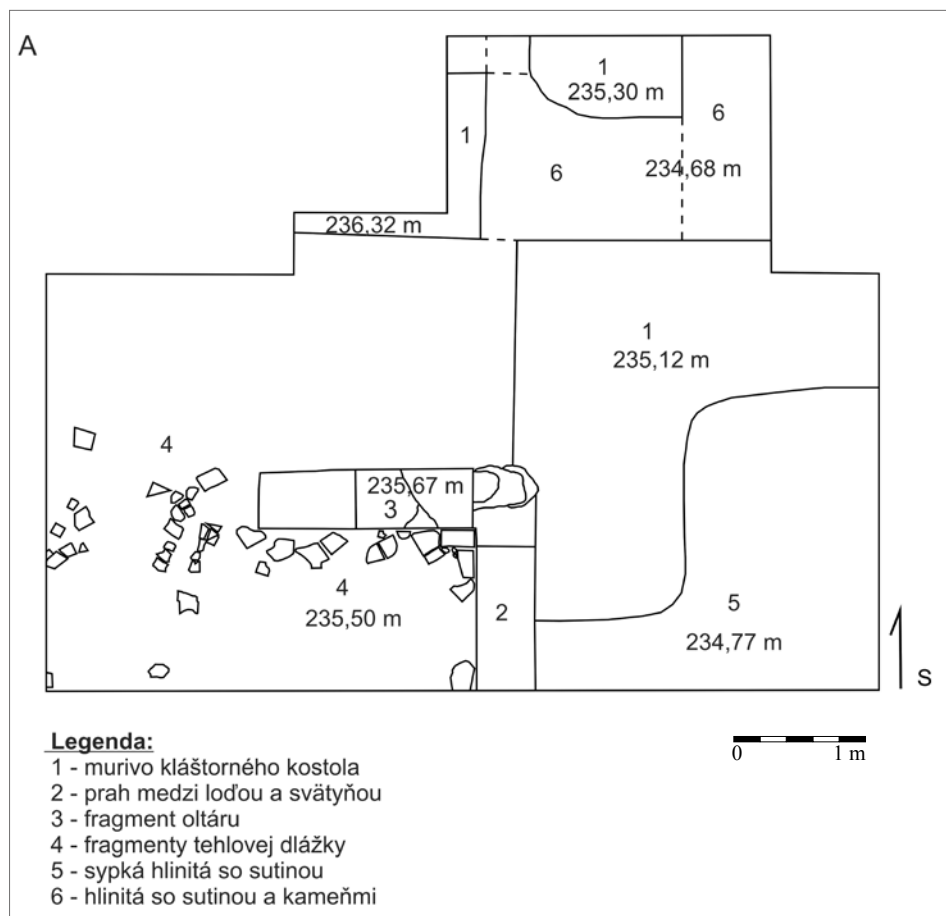 A
1
235,30 m
6
1
6
234,68 m
236,32 m
1
235,12 m
4
235,67 m
3
4
235,50 m
2
5
234,77 m
S
0 1 m
Legenda:
1 - murivo kláštorného kostola
2 - prah medzi loďou a svätyňou
3 - fragment oltáru
4 - fragmenty tehlovej dlážky
5 - sypká hlinitá so sutinou
6 - hlinitá so sutinou a kameňmi